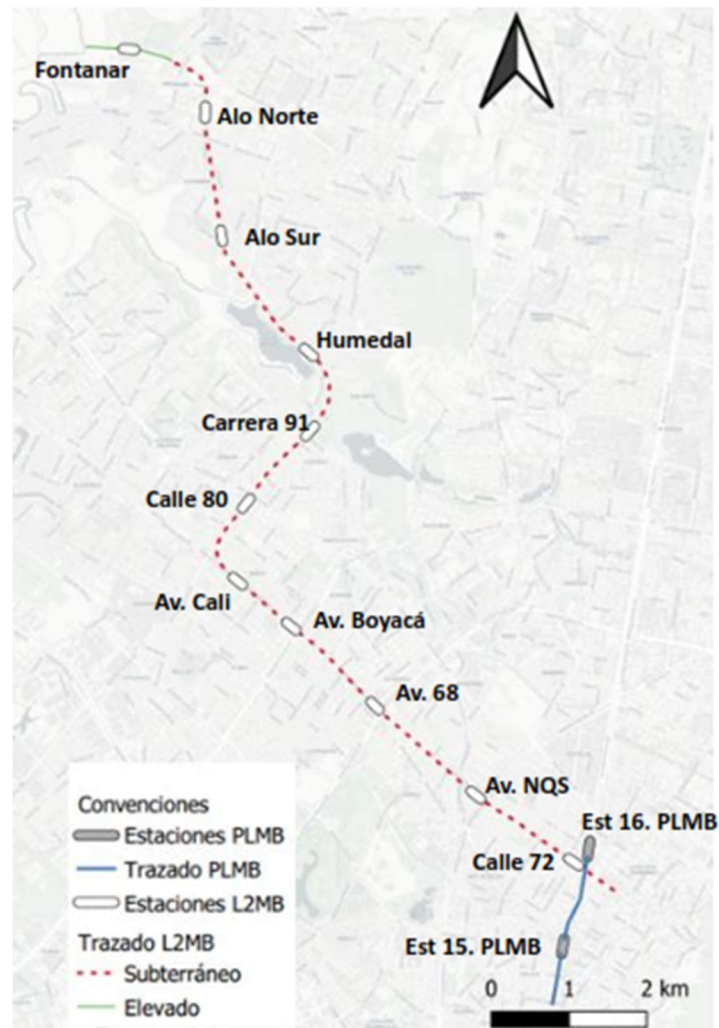 Fontanar
Alo Norte
Alo Sur
Humedal
Carrera 91
Calle 80
Av. Cali
Av. Boyacá
Av. 68
Av. NQS
Est 16. PLMB
Calle 72
Est 15. PLMB
Convenciones
Estaciones PLMB
Trazado PLMB
Estaciones L2MB
Trazado L2MB
Subterráneo
Elevado
0 1 2 km